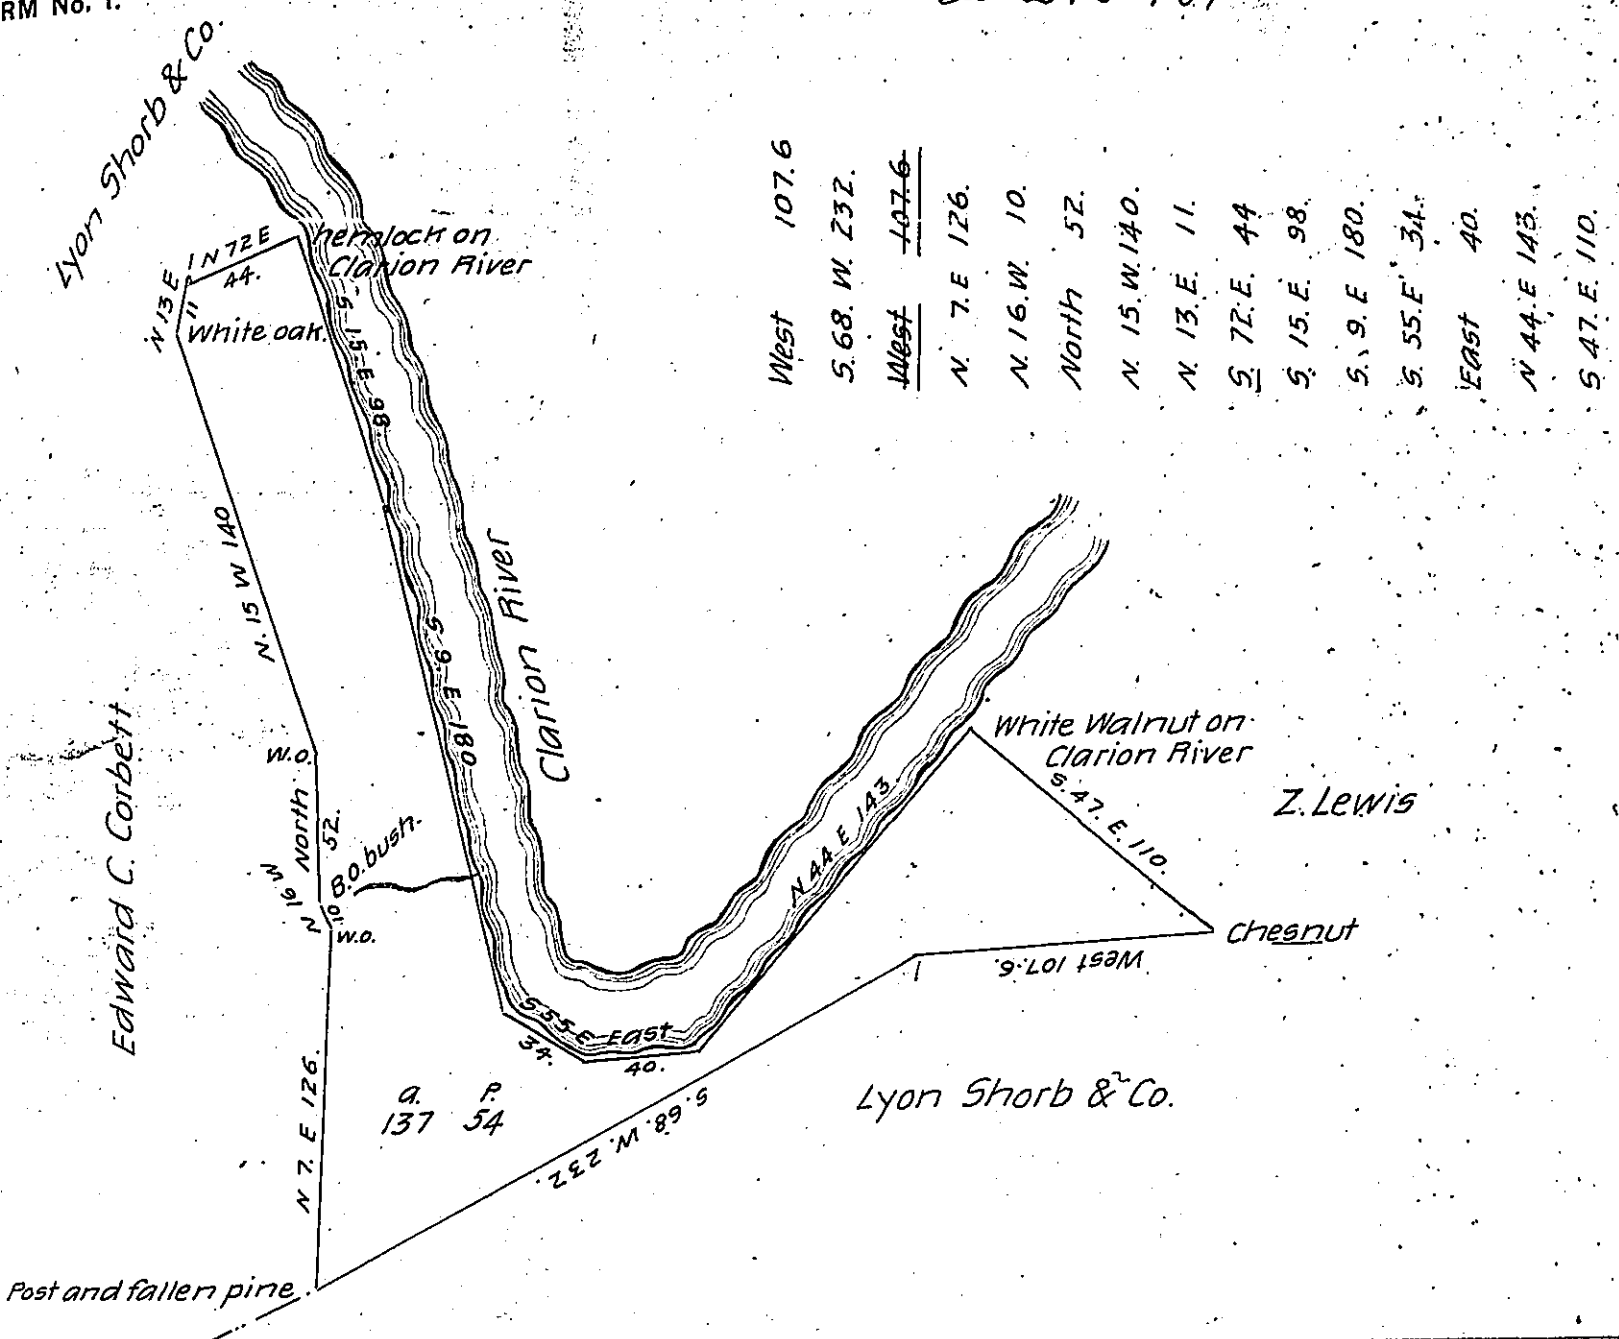 RM No. 1.
Lyon Shorb & Co.
West 107.6
S. 68. W. 232.
West 107.6
N. 7. E 126.
N. 16. W. 10.
North 52.
N. 15. W. 140.
N. 13. E. 11.
S. 72. E. 44
S. 15. E. 98.
S. 9. E 180.
S. 55. E. 34.
East 40.
N 44. E 143.
S 47. E. 110.
N 72 E
44.
hemlock on
Clarion River
N 13 E
11
White oak.
S 15 E 98.
N. 15 W 140
Clarion River
S 9 E 180
Edward C. Corbett.
W.O.
North
52.
B.O. bush.
N 16 W
10
W.O.
White Walnut on
Clarion River
S. 47. E. 110.
Z. Lewis
N 44 E 143.
Chesnut
West 107.6.
S 55 E East
34.
40.
N 7. E 126.
a. P.
137 54
S. 68. W. 232.
Lyon Shorb & Co.
Post and fallen pine.